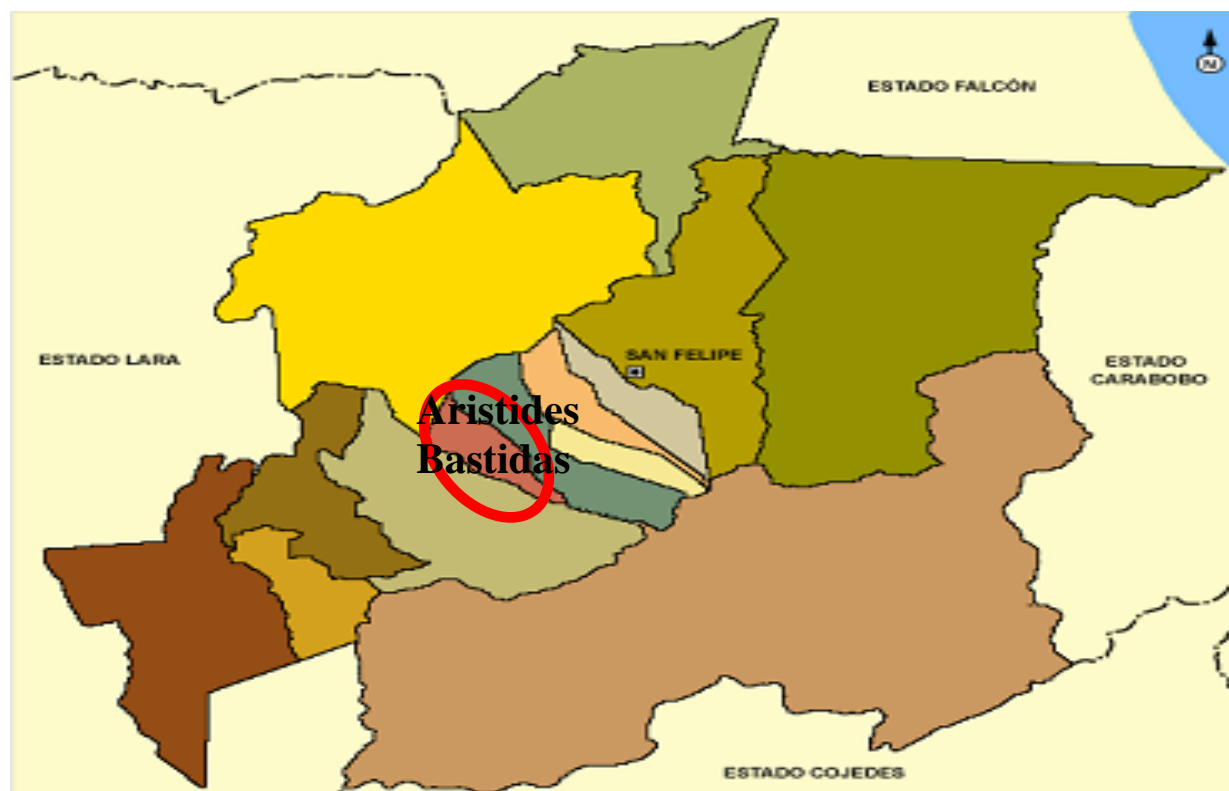 ESTADO FALCÓN
N
ESTADO LARA
SAN FELIPE
ESTADO
CARABOBO
Aristides
Bastidas
ESTADO COJEDES